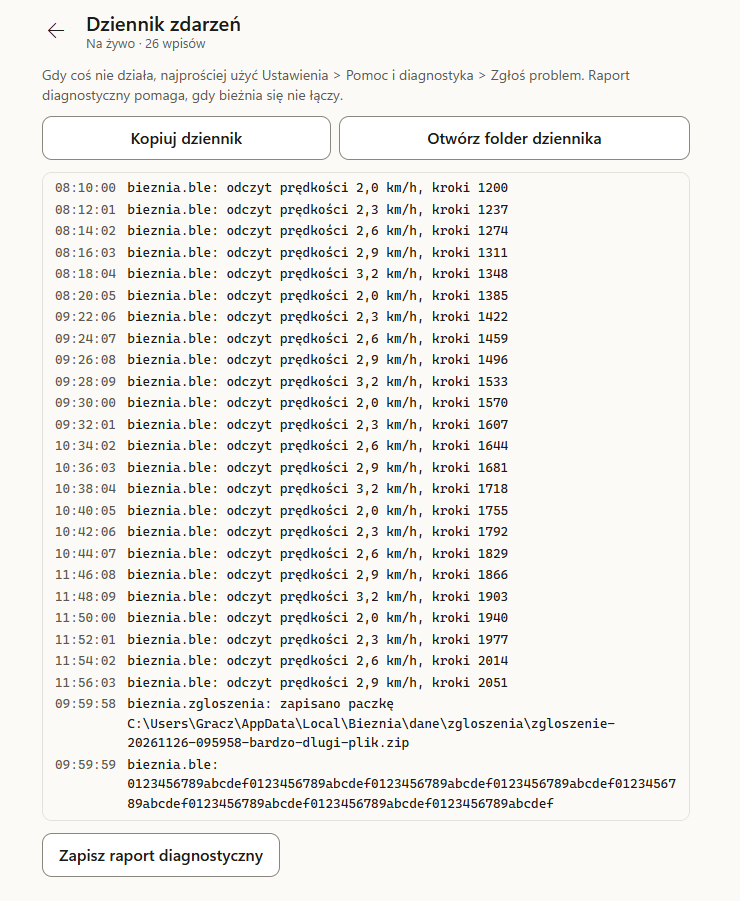 Dziennik zdarzeń
Na żywo · 26 wpisów
Gdy coś nie działa, najprościej użyć Ustawienia > Pomoc i diagnostyka > Zgłoś problem. Raport
diagnostyczny pomaga, gdy bieżnia się nie łączy.
Kopiuj dziennik
Otwórz folder dziennika
08:10:00 bieznia.ble: odczyt prędkości 2,0 km/h, kroki 1200
08:12:01 bieznia.ble: odczyt prędkości 2,3 km/h, kroki 1237
08:14:02 bieznia.ble: odczyt prędkości 2,6 km/h, kroki 1274
08:16:03 bieznia.ble: odczyt prędkości 2,9 km/h, kroki 1311
08:18:04 bieznia.ble: odczyt prędkości 3,2 km/h, kroki 1348
08:20:05 bieznia.ble: odczyt prędkości 2,0 km/h, kroki 1385
09:22:06 bieznia.ble: odczyt prędkości 2,3 km/h, kroki 1422
09:24:07 bieznia.ble: odczyt prędkości 2,6 km/h, kroki 1459
09:26:08 bieznia.ble: odczyt prędkości 2,9 km/h, kroki 1496
09:28:09 bieznia.ble: odczyt prędkości 3,2 km/h, kroki 1533
09:30:00 bieznia.ble: odczyt prędkości 2,0 km/h, kroki 1570
09:32:01 bieznia.ble: odczyt prędkości 2,3 km/h, kroki 1607
10:34:02 bieznia.ble: odczyt prędkości 2,6 km/h, kroki 1644
10:36:03 bieznia.ble: odczyt prędkości 2,9 km/h, kroki 1681
10:38:04 bieznia.ble: odczyt prędkości 3,2 km/h, kroki 1718
10:40:05 bieznia.ble: odczyt prędkości 2,0 km/h, kroki 1755
10:42:06 bieznia.ble: odczyt prędkości 2,3 km/h, kroki 1792
10:44:07 bieznia.ble: odczyt prędkości 2,6 km/h, kroki 1829
11:46:08 bieznia.ble: odczyt prędkości 2,9 km/h, kroki 1866
11:48:09 bieznia.ble: odczyt prędkości 3,2 km/h, kroki 1903
11:50:00 bieznia.ble: odczyt prędkości 2,0 km/h, kroki 1940
11:52:01 bieznia.ble: odczyt prędkości 2,3 km/h, kroki 1977
11:54:02 bieznia.ble: odczyt prędkości 2,6 km/h, kroki 2014
11:56:03 bieznia.ble: odczyt prędkości 2,9 km/h, kroki 2051
09:59:58 bieznia.zgloszenia: zapisano paczkę
C:\Users\Gracz\AppData\Local\Bieznia\dane\zgloszenia\zgloszenie-
20261126-095958-bardzo-dlugi-plik.zip
09:59:59 bieznia.ble:
0123456789abcdef0123456789abcdef0123456789abcdef0123456789abcdef01234567
89abcdef0123456789abcdef0123456789abcdef0123456789abcdef
Zapisz raport diagnostyczny